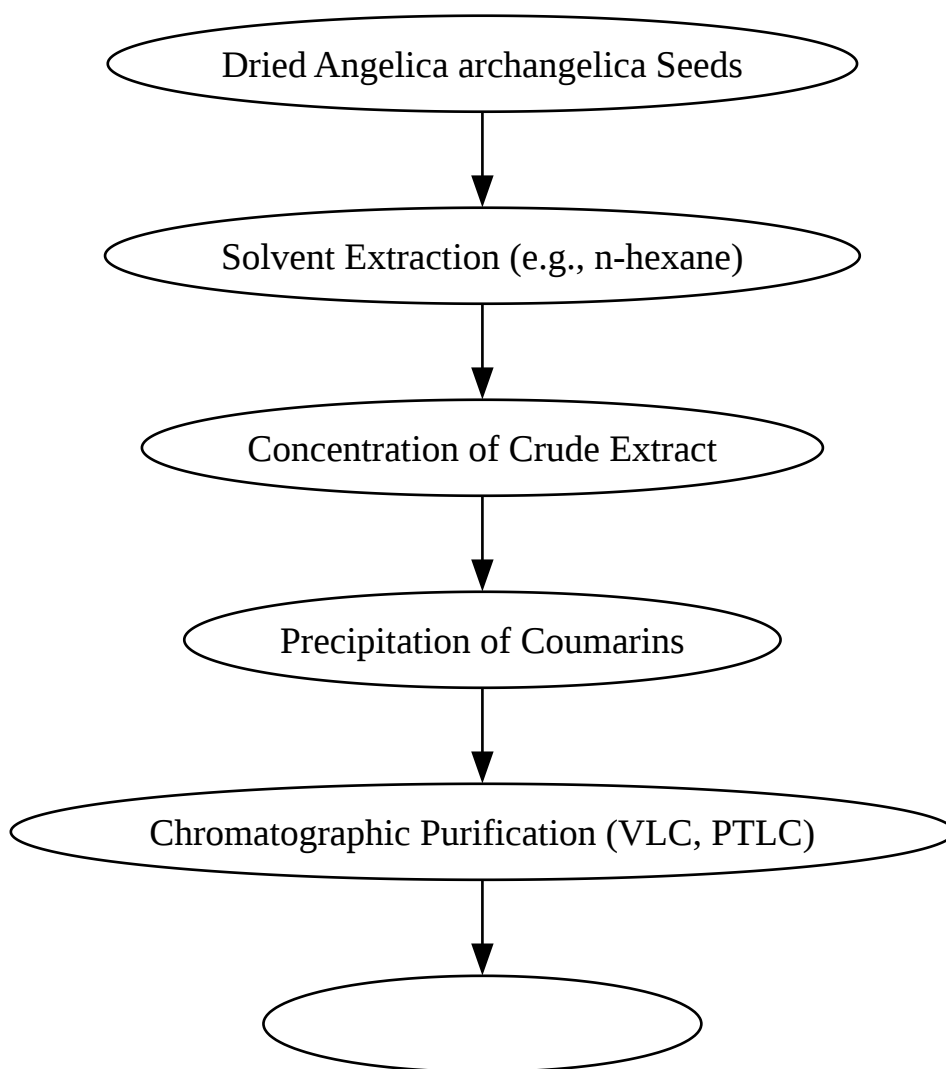 Dried Angelica archangelica Seeds
Solvent Extraction (e.g., n-hexane)
Concentration of Crude Extract
Precipitation of Coumarins
Chromatographic Purification (VLC, PTLC)